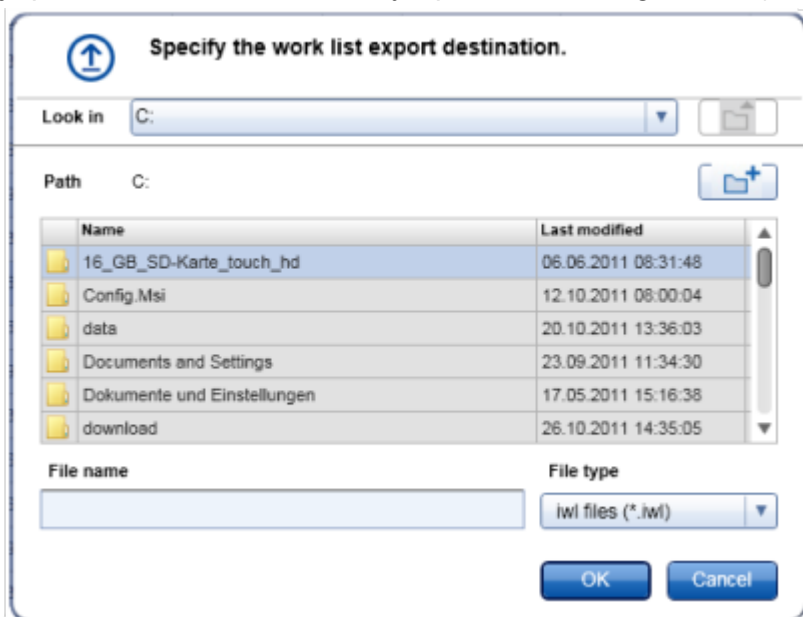 Specify the work list export destination.
Look in C:
Path C:
Name Last modified
16_GB_SD-Karte_touch_hd 06.06.2011 08:31:48
Config.Msi 12.10.2011 08:00:04
data 20.10.2011 13:36:03
Documents and Settings 23.09.2011 11:34:30
Dokumente und Einstellungen 17.05.2011 15:16:38
download 26.10.2011 14:35:05
File name File type
iwl files (*.iwl)
OK Cancel